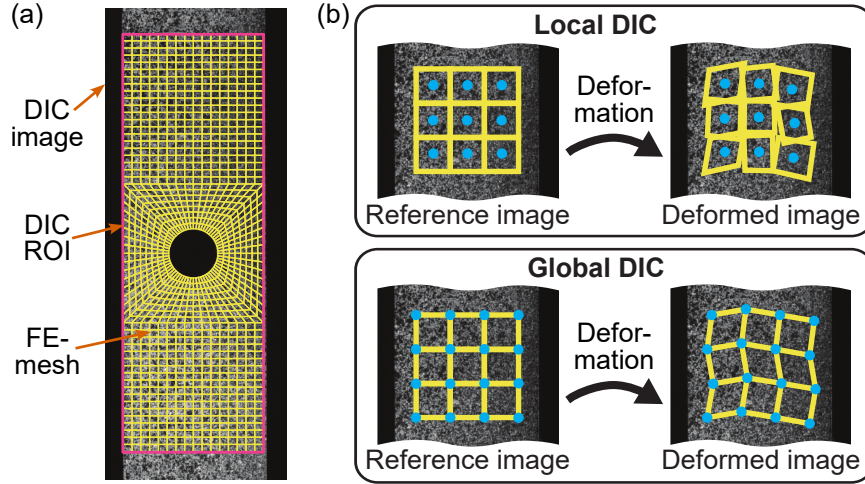 (a)
DIC
image
DIC
ROI
FE-
mesh
(b)
Local DIC
Defor-
mation
Reference image
Deformed image
Global DIC
Defor-
mation
Reference image
Deformed image